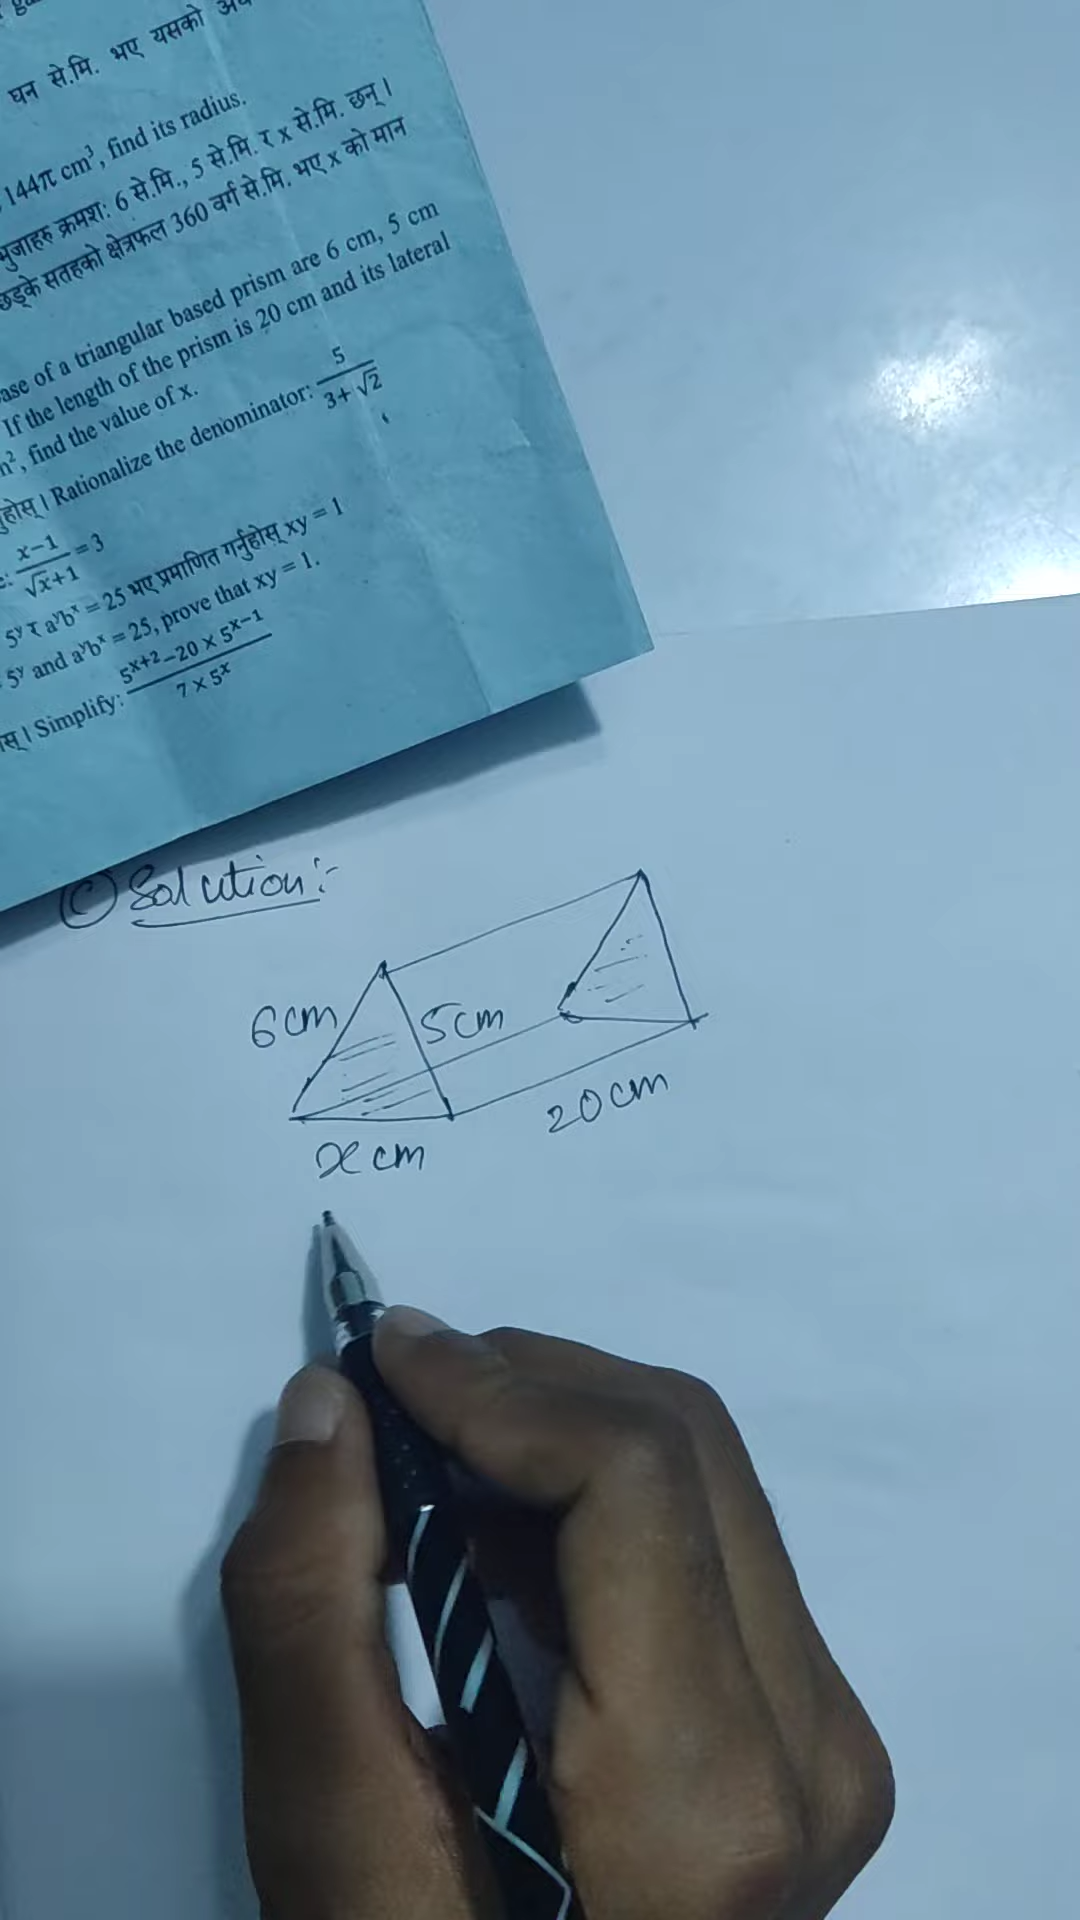 घन से.मि. भए यसको
144π cm³, find its radius.
भुजाहरु क्रमश: 6 से.मि., 5 से.मि. र x से.मि. छन् ।
छड्के सतहको क्षेत्रफल 360 वर्ग से.मि. भए x को मान
ase of a triangular based prism are 6 cm, 5 cm
If the length of the prism is 20 cm and its lateral
, find the value of x.
। Rationalize the denominator: 5/(3+√2)
(x−1)/(√x+1) = 3
5ʸ र aʸbˣ = 25 भए प्रमाणित गर्नुहोस् xy = 1
5ʸ and aʸbˣ = 25, prove that xy = 1.
। Simplify: (5ˣ⁺²−20×5ˣ⁻¹)/(7×5ˣ)
(C) Solution:-
6cm
5cm
20cm
x cm